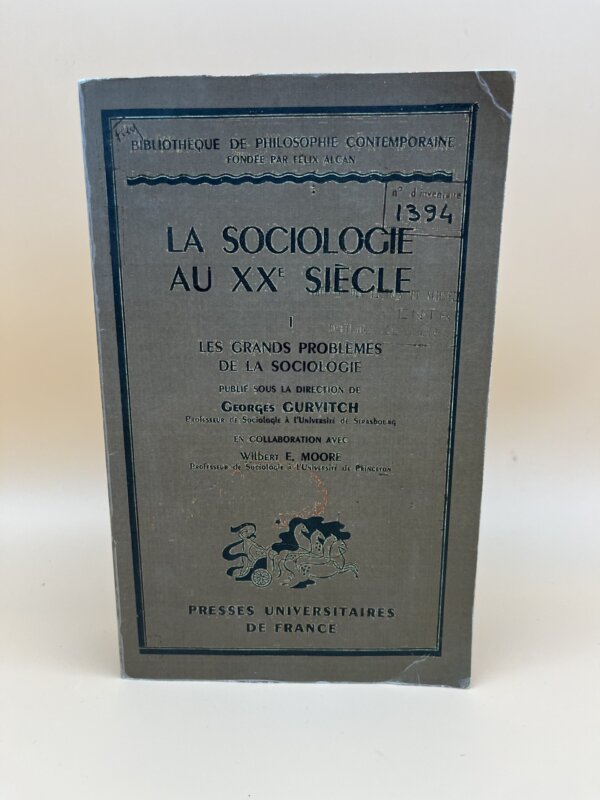 BIBLIOTHÈQUE DE PHILOSOPHIE CONTEMPORAINE
FONDÉE PAR FÉLIX ALCAN
n° d'inventaire
1394
LA SOCIOLOGIE
AU XXE SIÈCLE
I
LES GRANDS PROBLÈMES
DE LA SOCIOLOGIE
PUBLIÉ SOUS LA DIRECTION DE
GEORGES GURVITCH
Professeur de Sociologie à l'Université de Strasbourg
EN COLLABORATION AVEC
Wilbert E. MOORE
Professeur de Sociologie à l'Université de Princeton
PRESSES UNIVERSITAIRES
DE FRANCE